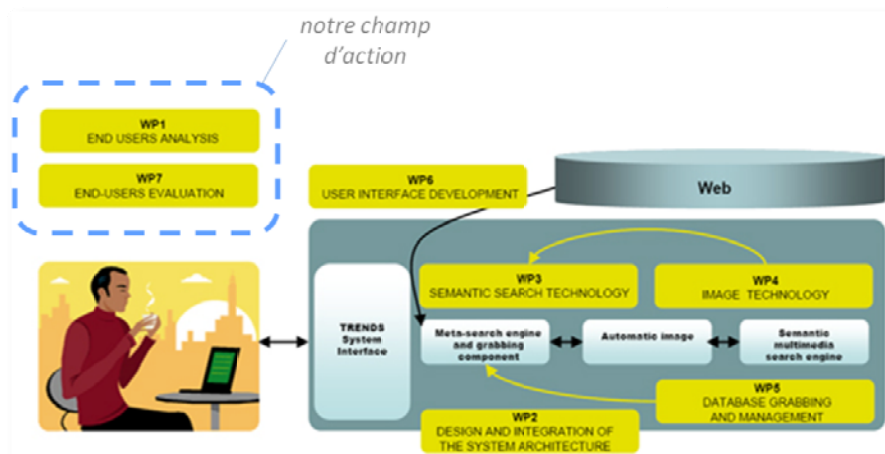 notre champ
d'action
WP1
END USERS ANALYSIS
WP7
END-USERS EVALUATION
WP6
USER INTERFACE DEVELOPMENT
Web
WP3
SEMANTIC SEARCH TECHNOLOGY
WP4
IMAGE TECHNOLOGY
TRENDS
System
Interface
Meta-search engine
and grabbing
component
Automatic image
Semantic
multimedia
search engine
WP5
DATABASE GRABBING
AND MANAGEMENT
WP2
DESIGN AND INTEGRATION OF
THE SYSTEM ARCHITECTURE